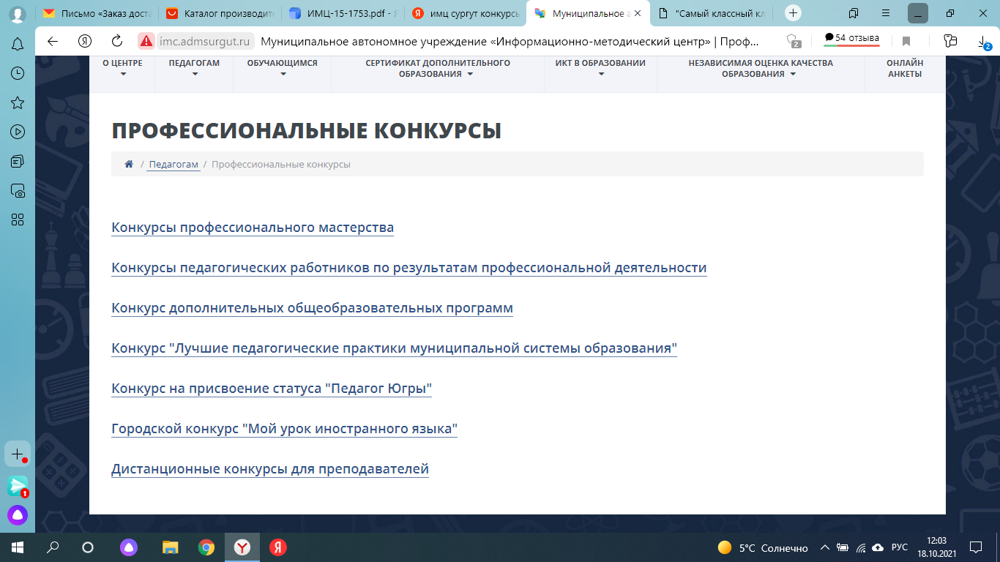 Письмо «Заказ доста
Каталог производите
ИМЦ-15-1753.pdf - Я
имц сургут конкурсы
Муниципальное а
"Самый классный кл
imc.admsurgut.ru
Муниципальное автономное учреждение «Информационно-методический центр» | Проф...
2
54 отзыва
2
О ЦЕНТРЕ
ПЕДАГОГАМ
ОБУЧАЮЩИМСЯ
СЕРТИФИКАТ ДОПОЛНИТЕЛЬНОГО
ОБРАЗОВАНИЯ
ИКТ В ОБРАЗОВАНИИ
НЕЗАВИСИМАЯ ОЦЕНКА КАЧЕСТВА
ОБРАЗОВАНИЯ
ОНЛАЙН
АНКЕТЫ
ПРОФЕССИОНАЛЬНЫЕ КОНКУРСЫ
/ Педагогам / Профессиональные конкурсы
Конкурсы профессионального мастерства
Конкурсы педагогических работников по результатам профессиональной деятельности
Конкурс дополнительных общеобразовательных программ
Конкурс "Лучшие педагогические практики муниципальной системы образования"
Конкурс на присвоение статуса "Педагог Югры"
Городской конкурс "Мой урок иностранного языка"
Дистанционные конкурсы для преподавателей
1
5°C Солнечно
РУС
12:03
18.10.2021